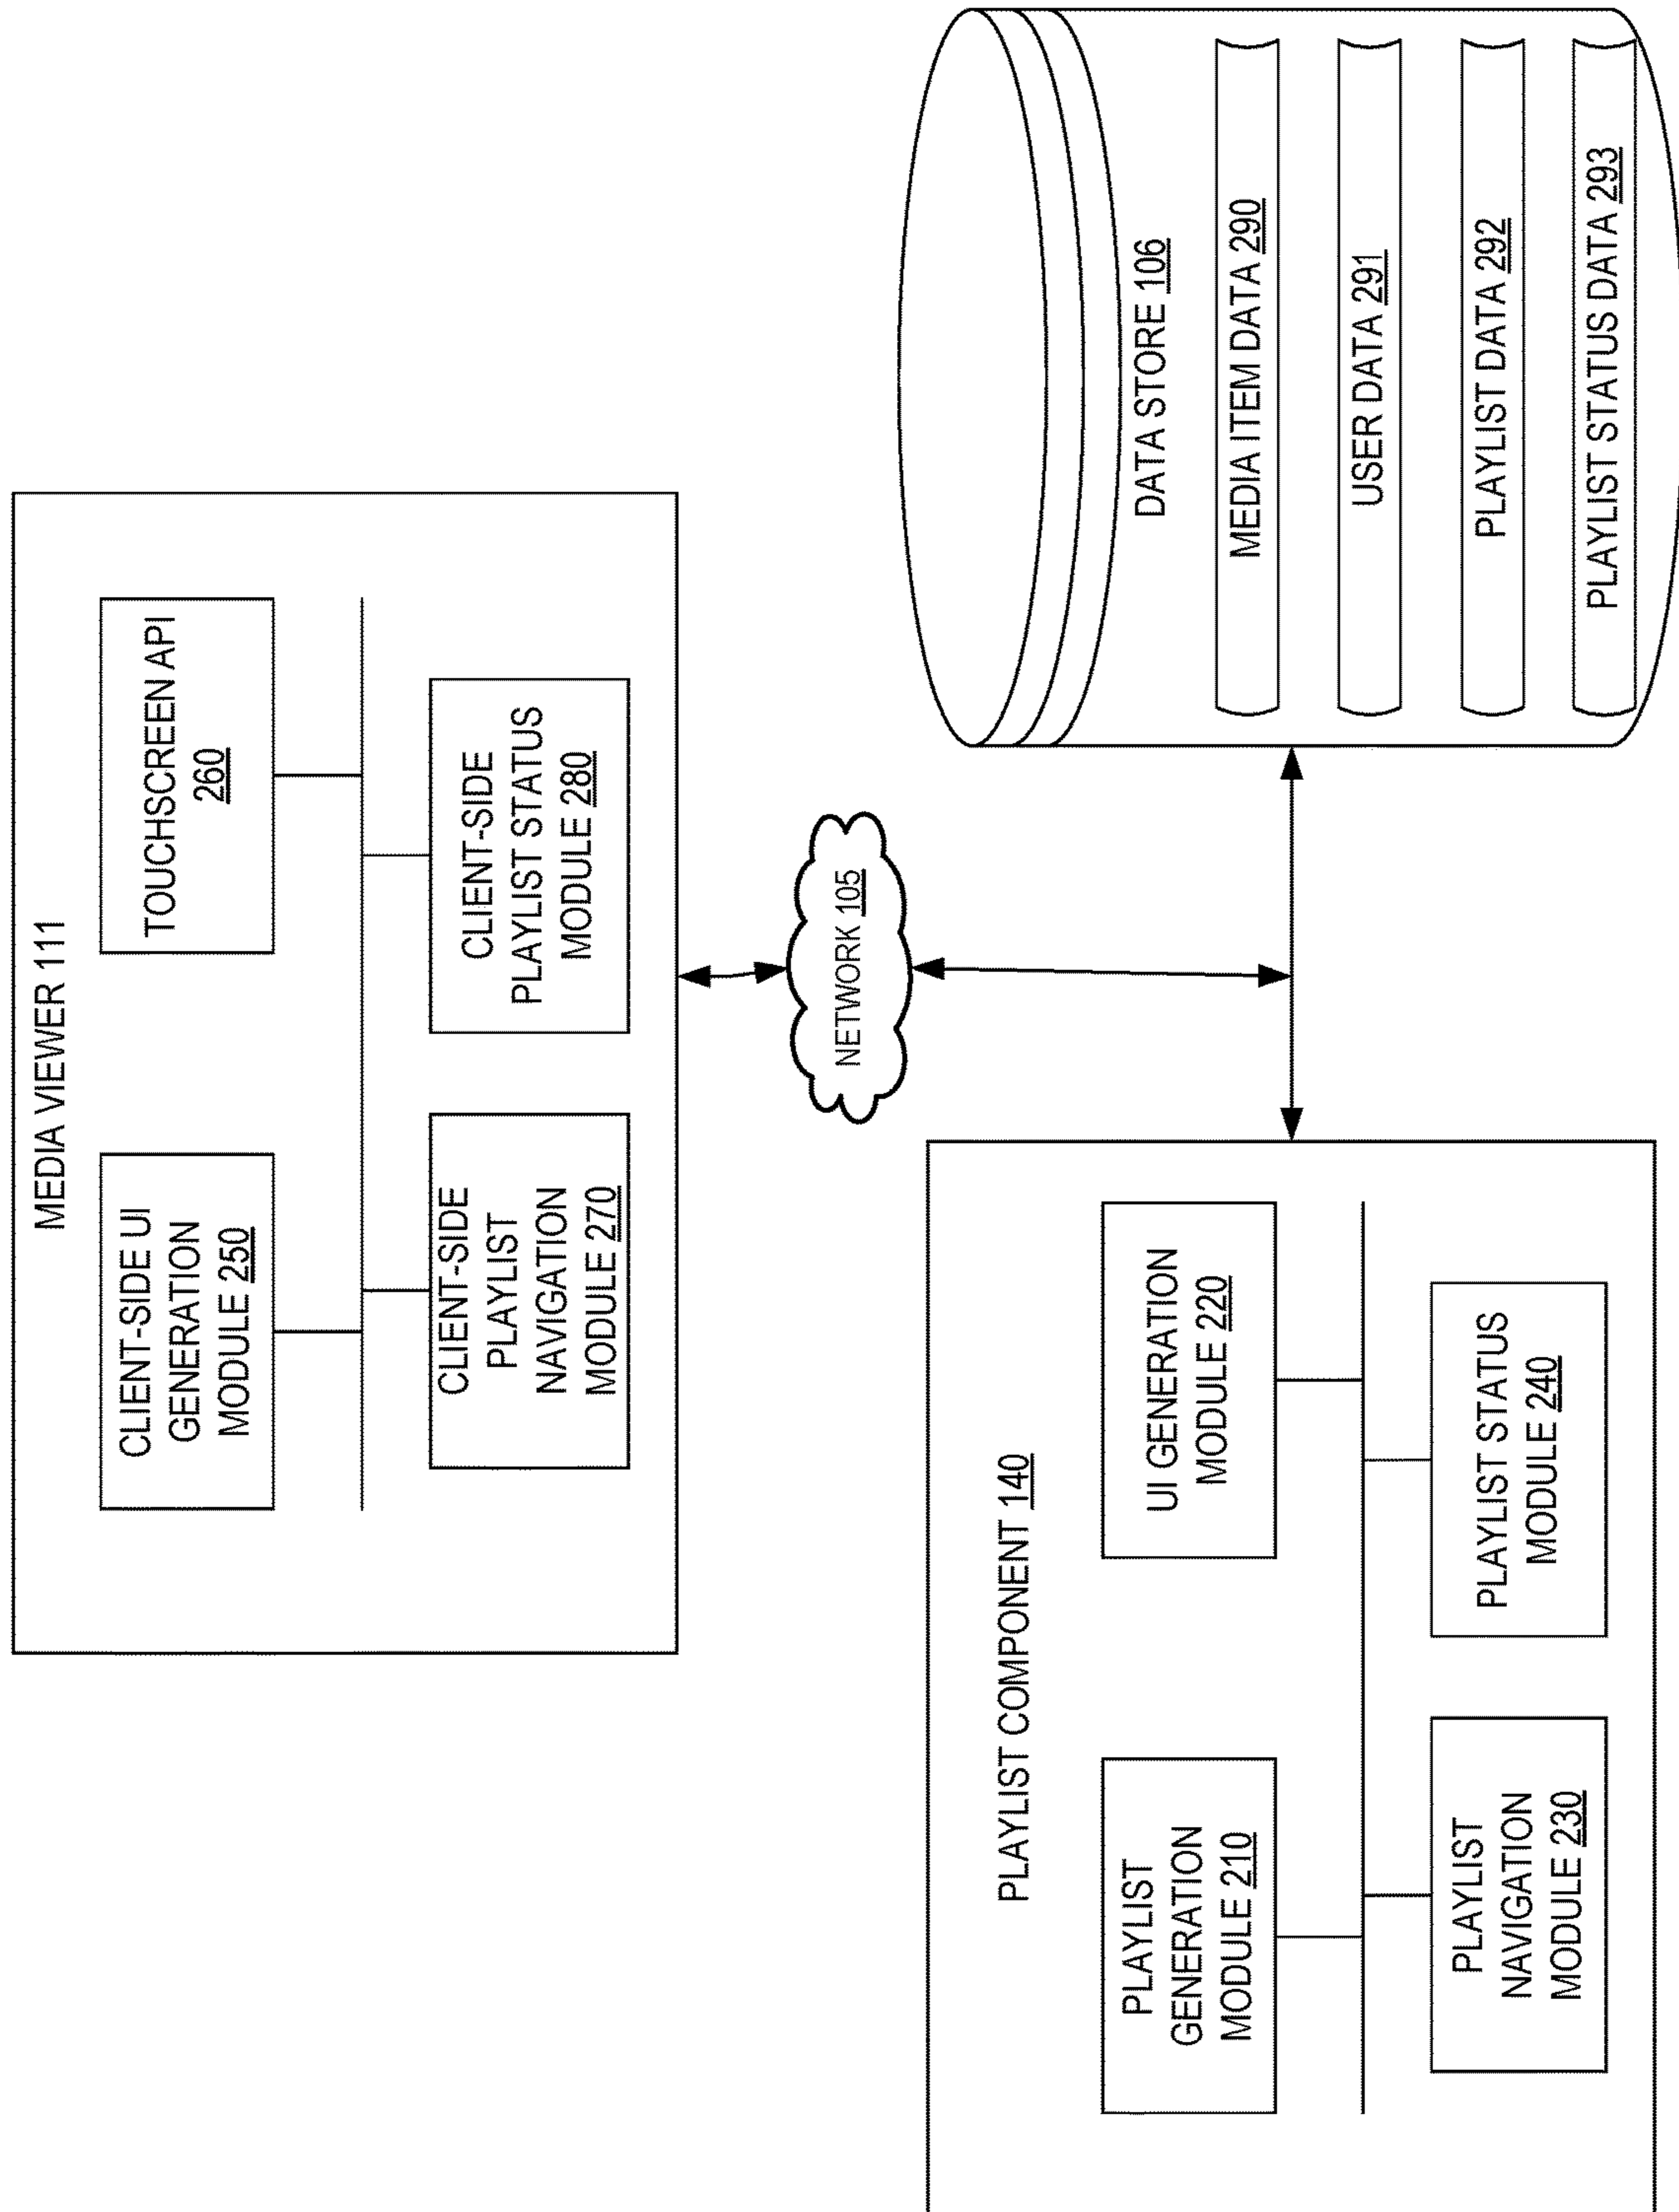 MEDIA VIEWER 111
CLIENT-SIDE UI
GENERATION
MODULE 250
TOUCHSCREEN API
260
CLIENT-SIDE
PLAYLIST
NAVIGATION
MODULE 270
CLIENT-SIDE
PLAYLIST STATUS
MODULE 280
NETWORK 105
PLAYLIST COMPONENT 140
PLAYLIST
GENERATION
MODULE 210
UI GENERATION
MODULE 220
PLAYLIST
NAVIGATION
MODULE 230
PLAYLIST STATUS
MODULE 240
DATA STORE 106
MEDIA ITEM DATA 290
USER DATA 291
PLAYLIST DATA 292
PLAYLIST STATUS DATA 293